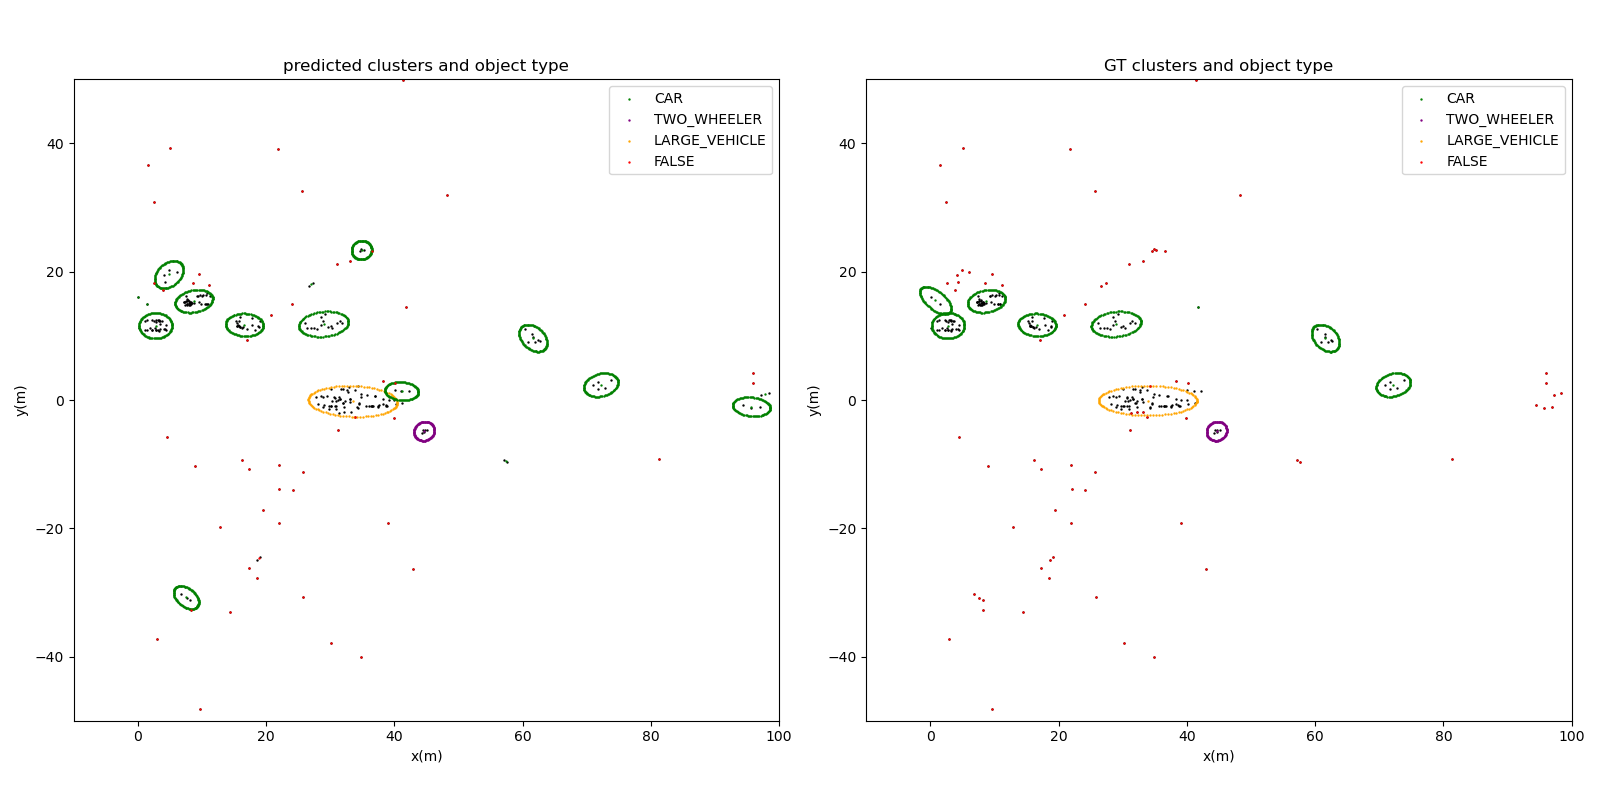 predicted clusters and object type
CAR
TWO_WHEELER
LARGE_VEHICLE
FALSE
40
20
0
−20
−40
y(m)
0
20
40
60
80
100
x(m)
GT clusters and object type
CAR
TWO_WHEELER
LARGE_VEHICLE
FALSE
40
20
0
−20
−40
y(m)
0
20
40
60
80
100
x(m)